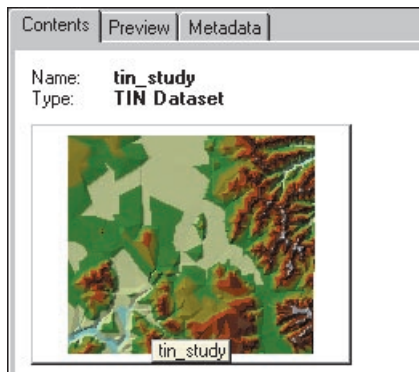 Contents Preview Metadata
Name: tin_study
Type: TIN Dataset
tin_study